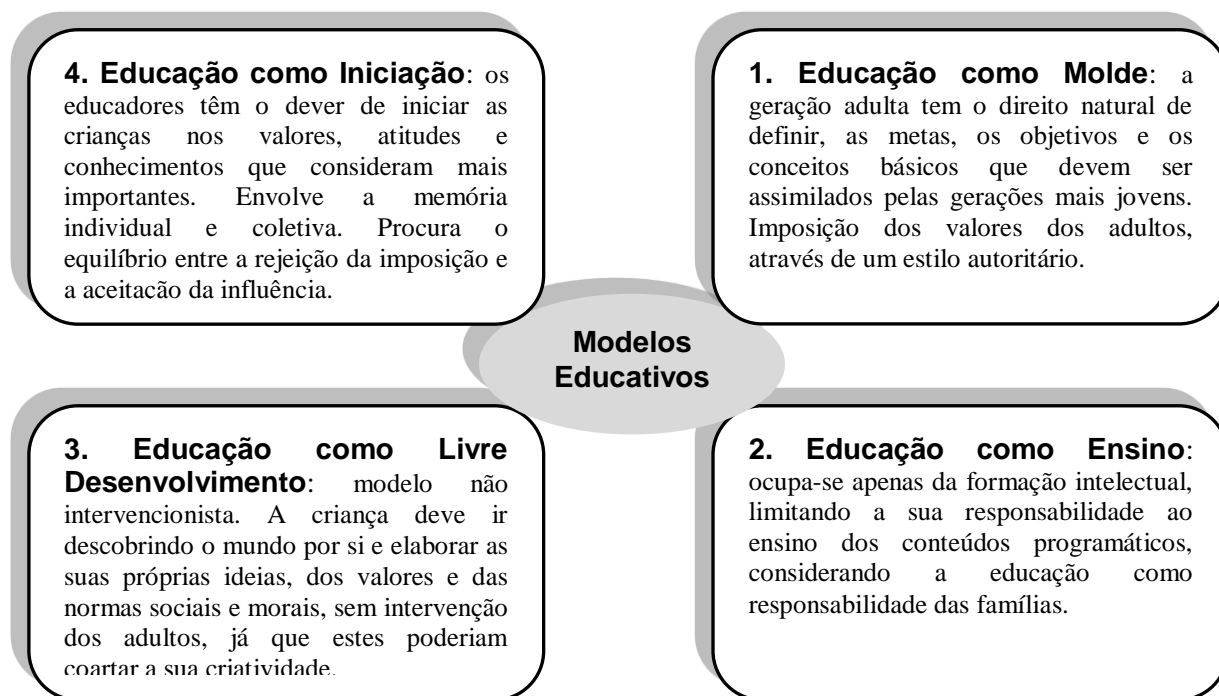 4. Educação como Iniciação: os
educadores têm o dever de iniciar as
crianças nos valores, atitudes e
conhecimentos que consideram mais
importantes. Envolve a memória
individual e coletiva. Procura o
equilíbrio entre a rejeição da imposição e
a aceitação da influência.
1. Educação como Molde: a
geração adulta tem o direito natural de
definir, as metas, os objetivos e os
conceitos básicos que devem ser
assimilados pelas gerações mais jovens.
Imposição dos valores dos adultos,
através de um estilo autoritário.
Modelos
Educativos
3. Educação como Livre
Desenvolvimento: modelo não
intervencionista. A criança deve ir
descobrindo o mundo por si e elaborar as
suas próprias ideias, dos valores e das
normas sociais e morais, sem intervenção
dos adultos, já que estes poderiam
coartar a sua criatividade.
2. Educação como Ensino:
ocupa-se apenas da formação intelectual,
limitando a sua responsabilidade ao
ensino dos conteúdos programáticos,
considerando a educação como
responsabilidade das famílias.